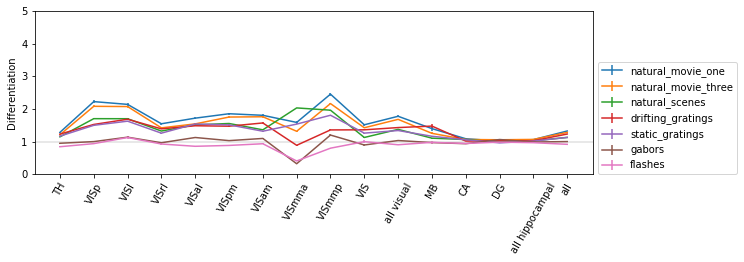 5
4
3
2
1
0
Differentiation
TH
VISp
VISl
VISrl
VISal
VISpm
VISam
VISmma
VISmmp
VIS
all visual
MB
CA
DG
all hippocampal
all
natural_movie_one
natural_movie_three
natural_scenes
drifting_gratings
static_gratings
gabors
flashes